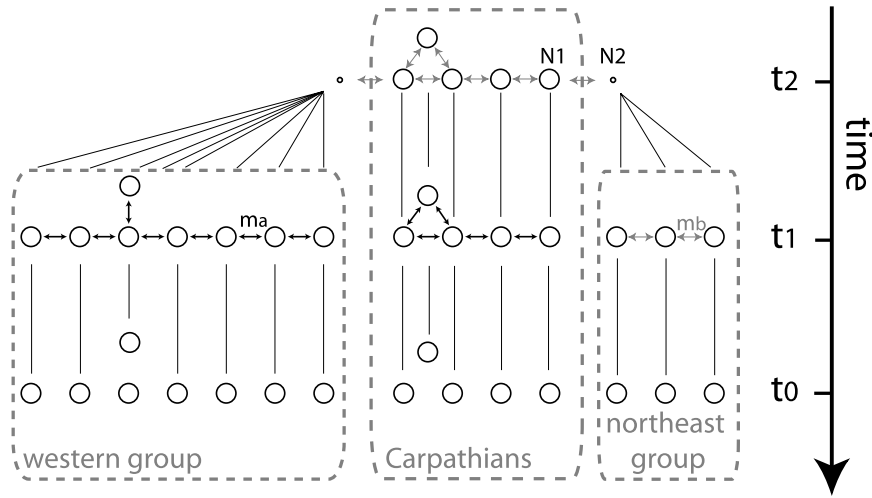 N1 N2
t2
time
ma
mb
t1
t0
western group
Carpathians
northeast
group